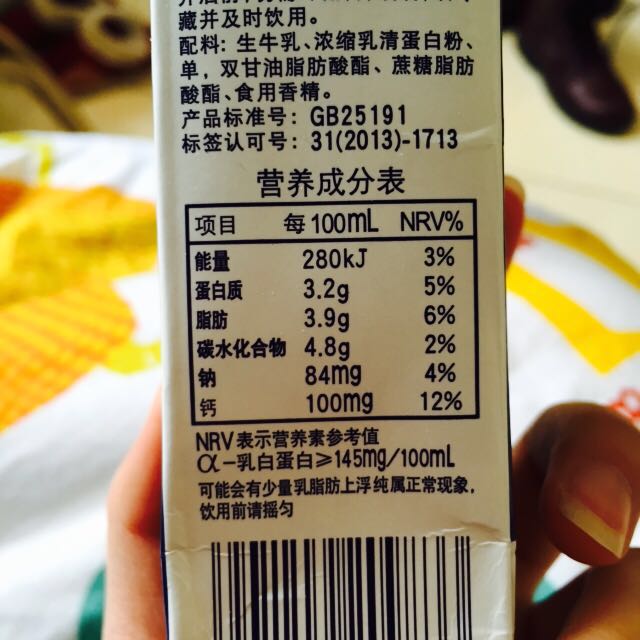 藏并及时饮用。
配料: 生牛乳、浓缩乳清蛋白粉、
单, 双甘油脂肪酸酯、蔗糖脂肪
酸酯、食用香精。
产品标准号: GB25191
标签认可号: 31(2013)-1713
营养成分表
项目 每100mL NRV%
能量 280kJ 3%
蛋白质 3.2g 5%
脂肪 3.9g 6%
碳水化合物 4.8g 2%
钠 84mg 4%
钙 100mg 12%
NRV表示营养素参考值
α-乳白蛋白≥145mg/100mL
可能会有少量乳脂肪上浮纯属正常现象,
饮用前请摇匀